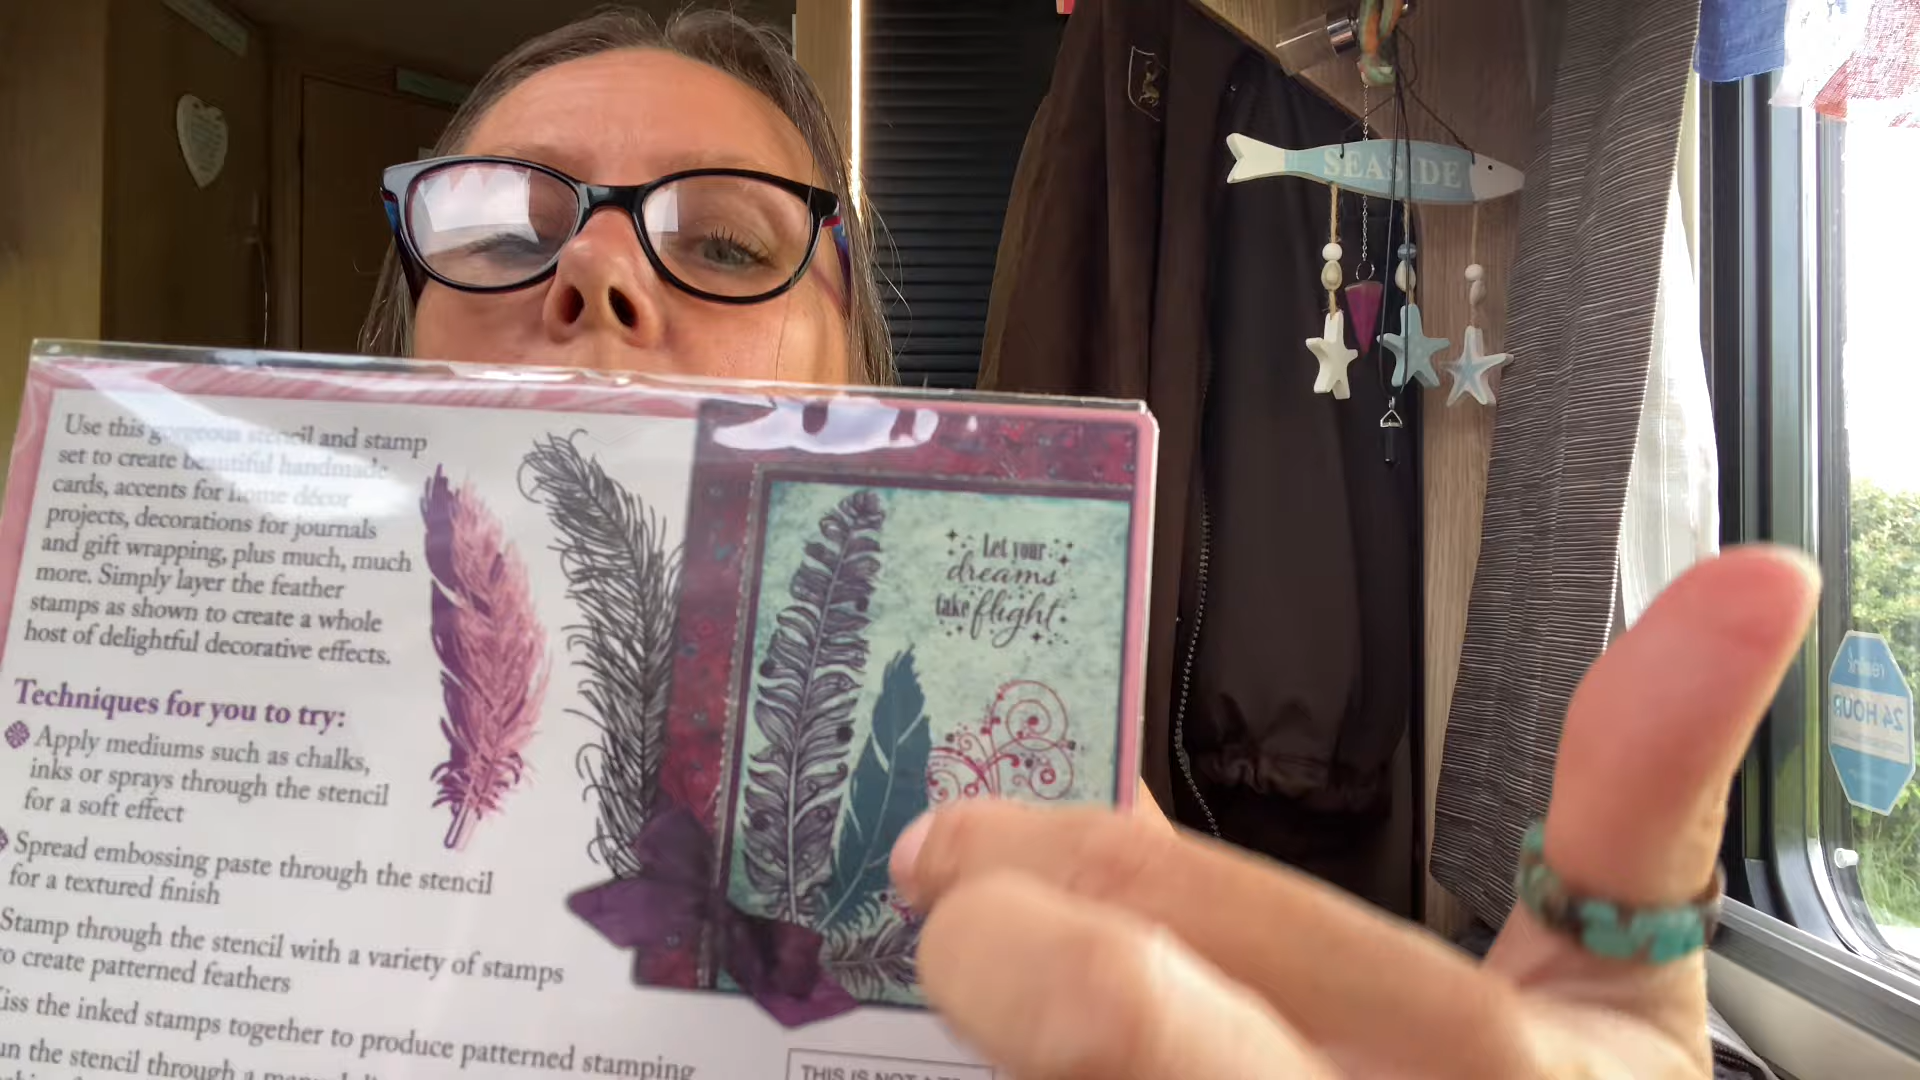 SEASIDE
Use this gorgeous stencil and stamp
set to create beautiful handmade
cards, accents for home décor
projects, decorations for journals
and gift wrapping, plus much, much
more. Simply layer the feather
stamps as shown to create a whole
host of delightful decorative effects.
Techniques for you to try:
Apply mediums such as chalks,
inks or sprays through the stencil
for a soft effect
Spread embossing paste through the stencil
for a textured finish
Stamp through the stencil with a variety of stamps
to create patterned feathers
iss the inked stamps together to produce patterned stamping
un the stencil through a
Let your
dreams
take flight
THIS IS NOT A
24 HOUR